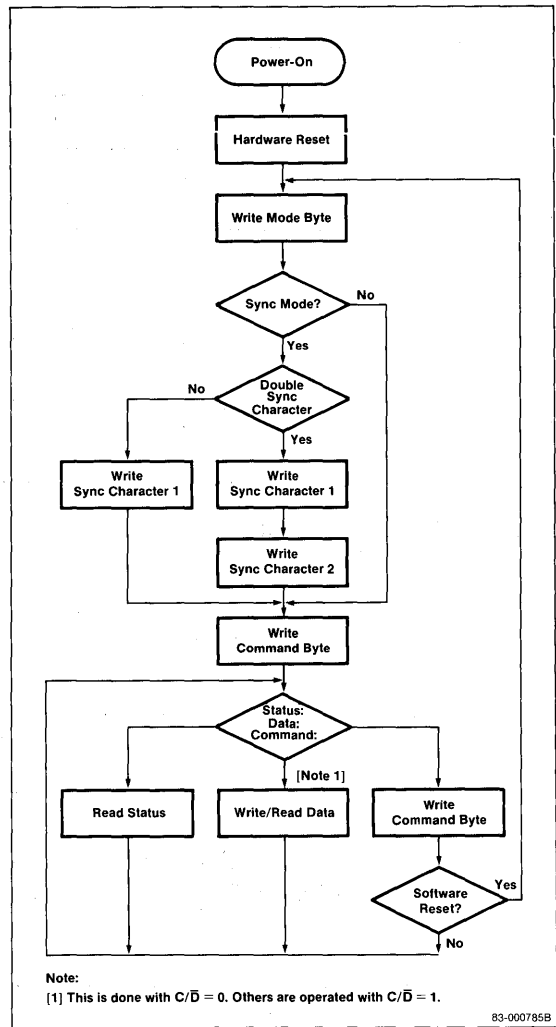 Power-On
Hardware Reset
Write Mode Byte
Sync Mode?
No
Yes
Double
Sync
Character
No
Yes
Write
Sync Character 1
Write
Sync Character 1
Write
Sync Character 2
Write
Command Byte
Status:
Data:
Command:
[Note 1]
Read Status
Write/Read Data
Write
Command Byte
Software
Reset?
Yes
No
Note:
[1] This is done with C/D̅ = 0. Others are operated with C/D̅ = 1.
83-000785B